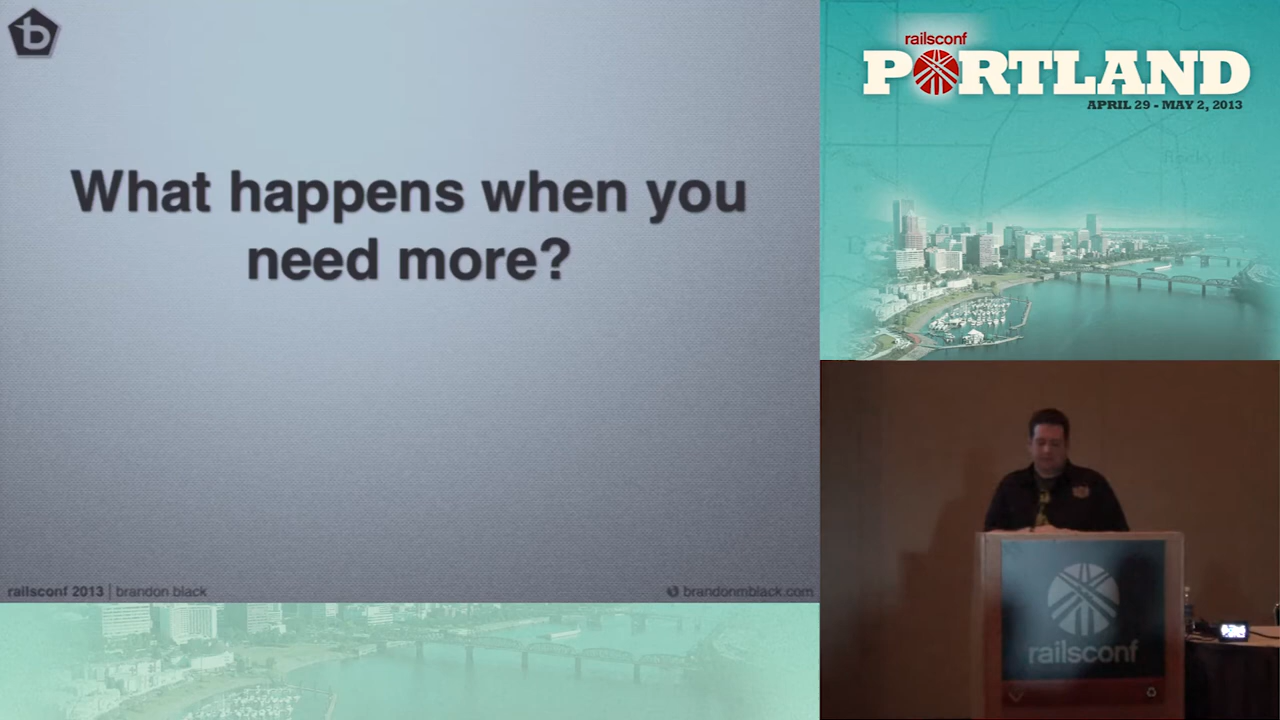 What happens when you
need more?
railsconf 2013 | brandon black
brandonmblack.com
railsconf
PORTLAND
APRIL 29 - MAY 2, 2013
railsconf